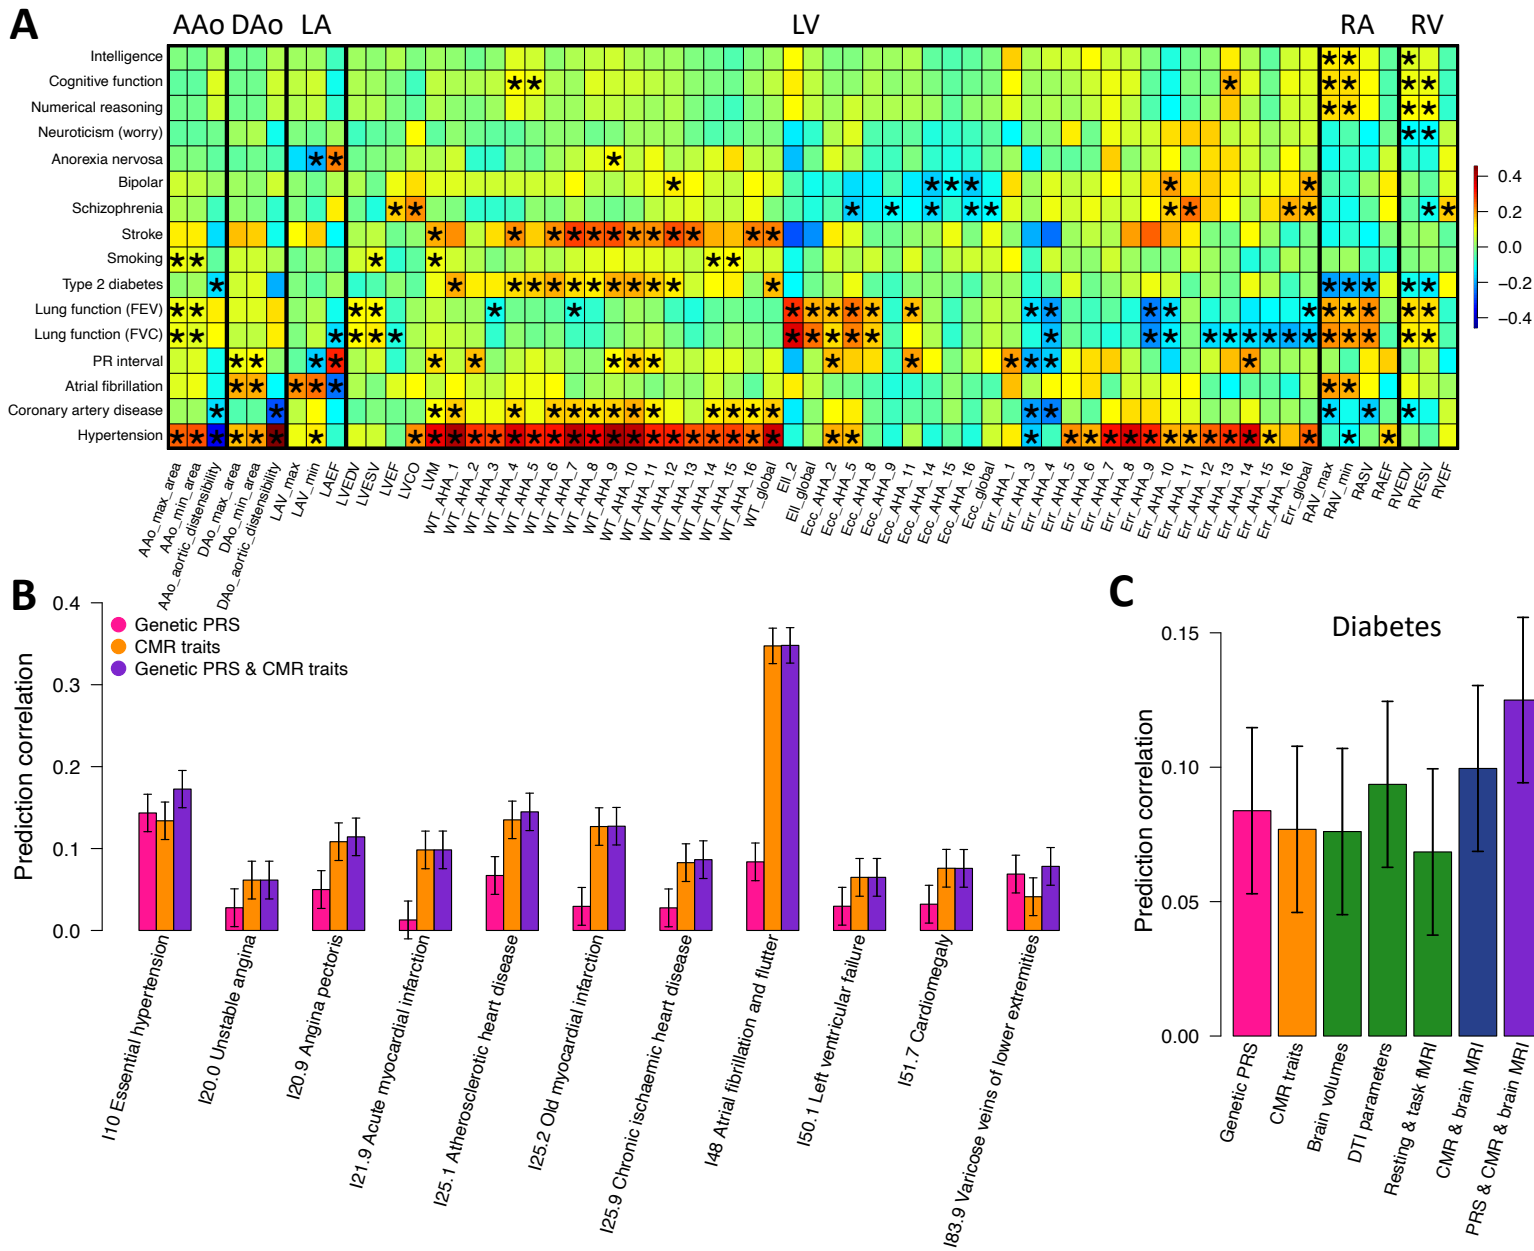 A
AAo DAo LA LV RA RV
Intelligence
Cognitive function
Numerical reasoning
Neuroticism (worry)
Anorexia nervosa
Bipolar
Schizophrenia
Stroke
Smoking
Type 2 diabetes
Lung function (FEV)
Lung function (FVC)
PR interval
Atrial fibrillation
Coronary artery disease
Hypertension
0.4
0.2
0.0
−0.2
−0.4
AAo_max_area
AAo_min_area
AAo_aortic_distensibility
DAo_max_area
DAo_min_area
DAo_aortic_distensibility
LAV_max
LAV_min
LAEF
LVEDV
LVESV
LVEF
LVCO
LVM
WT_AHA_1
WT_AHA_2
WT_AHA_3
WT_AHA_4
WT_AHA_5
WT_AHA_6
WT_AHA_7
WT_AHA_8
WT_AHA_9
WT_AHA_10
WT_AHA_11
WT_AHA_12
WT_AHA_13
WT_AHA_14
WT_AHA_15
WT_AHA_16
WT_global
Ell_2
Ell_global
Ecc_AHA_2
Ecc_AHA_5
Ecc_AHA_8
Ecc_AHA_9
Ecc_AHA_11
Ecc_AHA_14
Ecc_AHA_15
Ecc_AHA_16
Ecc_global
Err_AHA_1
Err_AHA_3
Err_AHA_4
Err_AHA_5
Err_AHA_6
Err_AHA_7
Err_AHA_8
Err_AHA_9
Err_AHA_10
Err_AHA_11
Err_AHA_12
Err_AHA_13
Err_AHA_14
Err_AHA_15
Err_AHA_16
Err_global
RAV_max
RAV_min
RASV
RAEF
RVEDV
RVESV
RVEF
B
Prediction correlation
0.4
0.3
0.2
0.1
0.0
Genetic PRS
CMR traits
Genetic PRS & CMR traits
I10 Essential hypertension
I20.0 Unstable angina
I20.9 Angina pectoris
I21.9 Acute myocardial infarction
I25.1 Atherosclerotic heart disease
I25.2 Old myocardial infarction
I25.9 Chronic ischaemic heart disease
I48 Atrial fibrillation and flutter
I50.1 Left ventricular failure
I51.7 Cardiomegaly
I83.9 Varicose veins of lower extremities
C
Diabetes
Prediction correlation
0.15
0.10
0.05
0.00
Genetic PRS
CMR traits
Brain volumes
DTI parameters
Resting & task fMRI
CMR & brain MRI
PRS & CMR & brain MRI